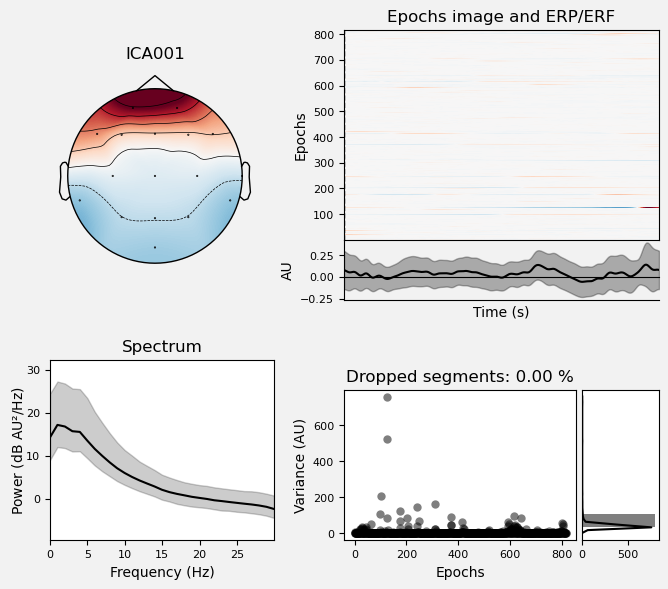 ICA001
Epochs image and ERP/ERF
800
700
600
500
400
300
200
100
Epochs
0.25
0.00
−0.25
AU
Time (s)
Spectrum
30
20
10
0
Power (dB AU²/Hz)
0 5 10 15 20 25
Frequency (Hz)
Dropped segments: 0.00 %
600
400
200
0
Variance (AU)
0 200 400 600 800
Epochs
0 500